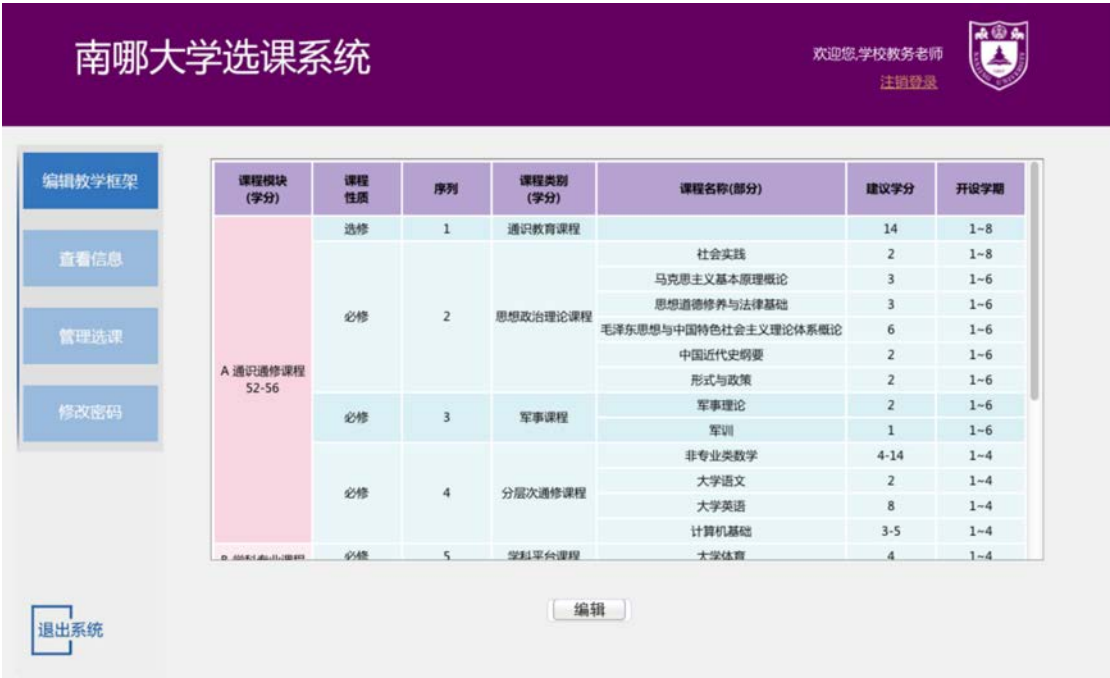 南哪大学选课系统
欢迎您,学校教务老师
注销登录
编辑教学框架
查看信息
管理选课
修改密码
退出系统
课程模块
(学分)
课程
性质
序列
课程类别
(学分)
课程名称(部分)
建议学分
开设学期
A 通识通修课程
52-56
选修 1 通识教育课程 14 1~8
必修 2 思想政治理论课程
社会实践 2 1~8
马克思主义基本原理概论 3 1~6
思想道德修养与法律基础 3 1~6
毛泽东思想与中国特色社会主义理论体系概论 6 1~6
中国近代史纲要 2 1~6
形式与政策 2 1~6
必修 3 军事课程
军事理论 2 1~6
军训 1 1~6
必修 4 分层次通修课程
非专业类数学 4-14 1~4
大学语文 2 1~4
大学英语 8 1~4
计算机基础 3-5 1~4
B 学科专业课程 必修 5 学科平台课程 大学体育 4 1~4
编辑